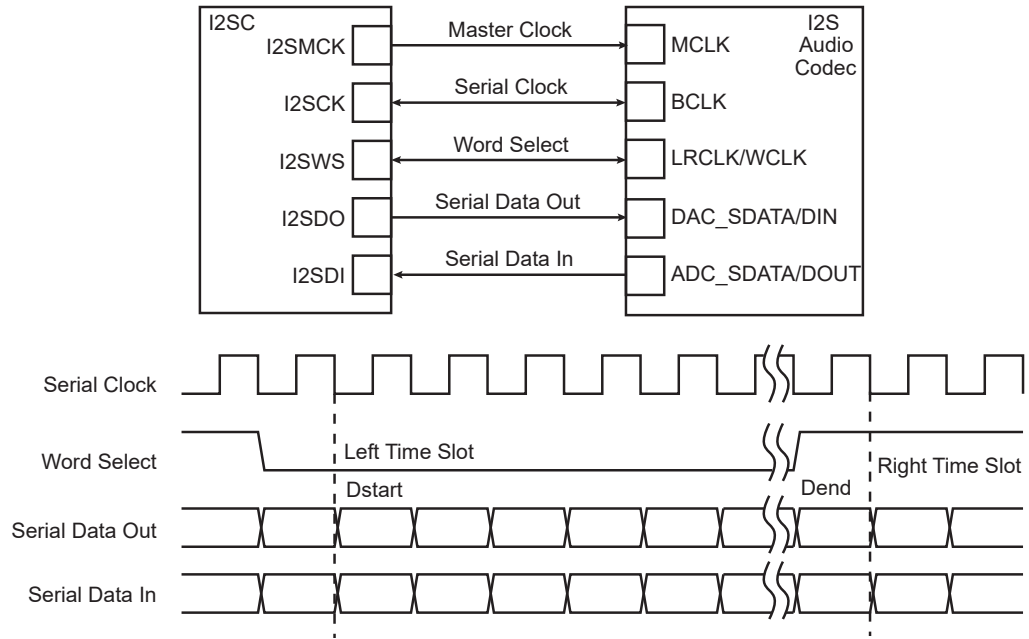 I2SC
I2S
Audio
Codec
I2SMCK
Master Clock
MCLK
I2SCK
Serial Clock
BCLK
I2SWS
Word Select
LRCLK/WCLK
I2SDO
Serial Data Out
DAC_SDATA/DIN
I2SDI
Serial Data In
ADC_SDATA/DOUT
Serial Clock
Word Select
Left Time Slot
Right Time Slot
Dstart
Dend
Serial Data Out
Serial Data In